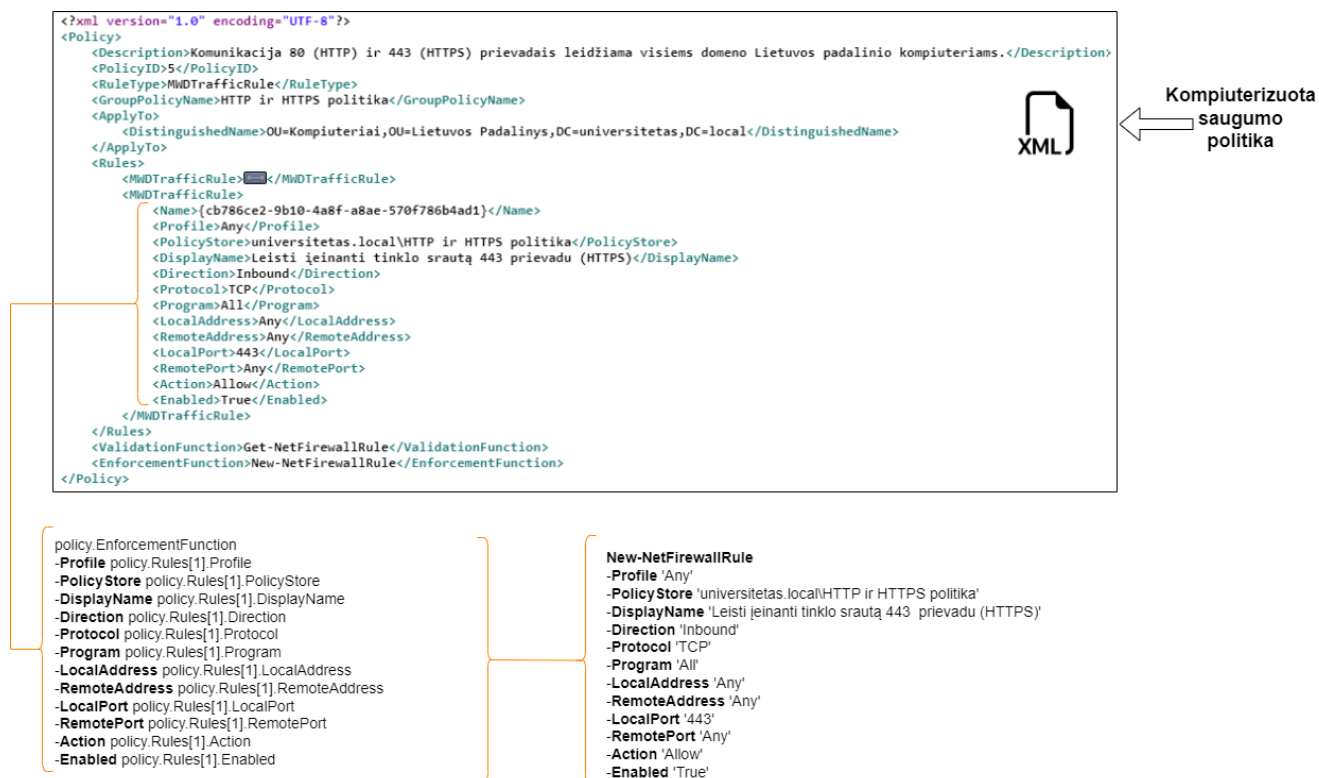 <?xml version="1.0" encoding="UTF-8"?>
<Policy>
<Description>Komunikacija 80 (HTTP) ir 443 (HTTPS) prievadais leidžiama visiems domeno Lietuvos padalinio kompiuteriams.</Description>
<PolicyID>5</PolicyID>
<RuleType>MWDTrafficRule</RuleType>
<GroupPolicyName>HTTP ir HTTPS politika</GroupPolicyName>
<ApplyTo>
<DistinguishedName>OU=Kompiuteriai,OU=Lietuvos Padalinys,DC=universitetas,DC=local</DistinguishedName>
</ApplyTo>
<Rules>
<MWDTrafficRule></MWDTrafficRule>
<MWDTrafficRule>
<Name>{cb786ce2-9b10-4a8f-a8ae-570f786b4ad1}</Name>
<Profile>Any</Profile>
<PolicyStore>universitetas.local\HTTP ir HTTPS politika</PolicyStore>
<DisplayName>Leisti įeinanti tinklo srautą 443 prievadu (HTTPS)</DisplayName>
<Direction>Inbound</Direction>
<Protocol>TCP</Protocol>
<Program>All</Program>
<LocalAddress>Any</LocalAddress>
<RemoteAddress>Any</RemoteAddress>
<LocalPort>443</LocalPort>
<RemotePort>Any</RemotePort>
<Action>Allow</Action>
<Enabled>True</Enabled>
</MWDTrafficRule>
</Rules>
<ValidationFunction>Get-NetFirewallRule</ValidationFunction>
<EnforcementFunction>New-NetFirewallRule</EnforcementFunction>
</Policy>
XML
Kompiuterizuota
saugumo
politika
policy.EnforcementFunction
-Profile policy.Rules[1].Profile
-PolicyStore policy.Rules[1].PolicyStore
-DisplayName policy.Rules[1].DisplayName
-Direction policy.Rules[1].Direction
-Protocol policy.Rules[1].Protocol
-Program policy.Rules[1].Program
-LocalAddress policy.Rules[1].LocalAddress
-RemoteAddress policy.Rules[1].RemoteAddress
-LocalPort policy.Rules[1].LocalPort
-RemotePort policy.Rules[1].RemotePort
-Action policy.Rules[1].Action
-Enabled policy.Rules[1].Enabled
New-NetFirewallRule
-Profile 'Any'
-PolicyStore 'universitetas.local\HTTP ir HTTPS politika'
-DisplayName 'Leisti įeinanti tinklo srautą 443  prievadu (HTTPS)'
-Direction 'Inbound'
-Protocol 'TCP'
-Program 'All'
-LocalAddress 'Any'
-RemoteAddress 'Any'
-LocalPort '443'
-RemotePort 'Any'
-Action 'Allow'
-Enabled 'True'